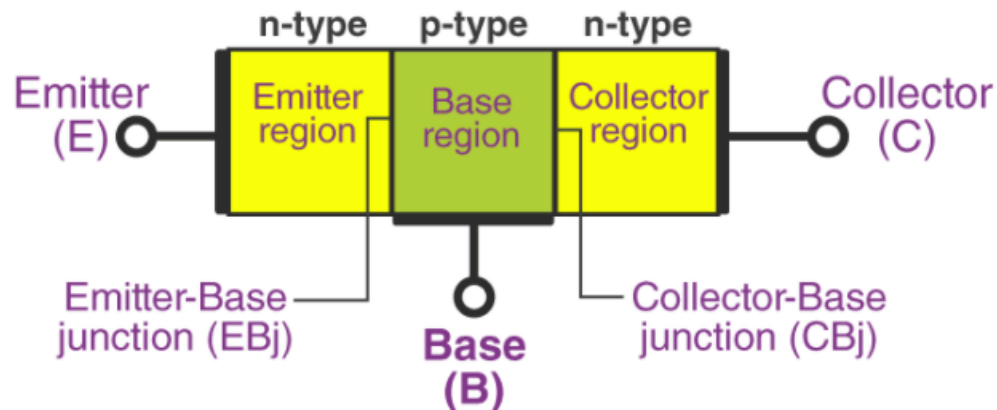 n-type p-type n-type
Emitter
(E)
Emitter
region
Base
region
Collector
region
Collector
(C)
Emitter-Base
junction (EBj)
Base
(B)
Collector-Base
junction (CBj)